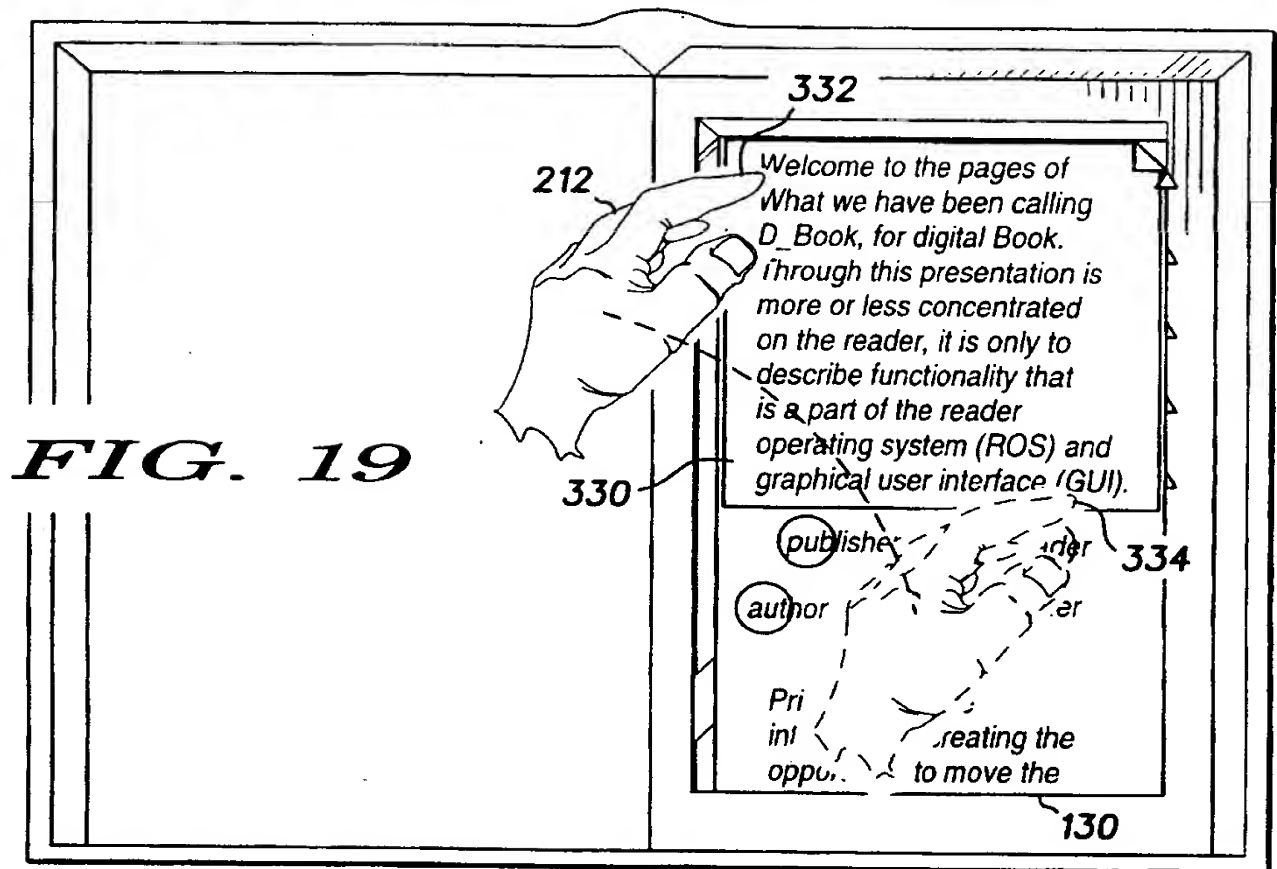 332
212
Welcome to the pages of
What we have been calling
D_Book, for digital Book.
Through this presentation is
more or less concentrated
on the reader, it is only to
describe functionality that
is a part of the reader
operating system (ROS) and
graphical user interface (GUI).
FIG. 19
330
publisher
334
author
creating the
to move the
130